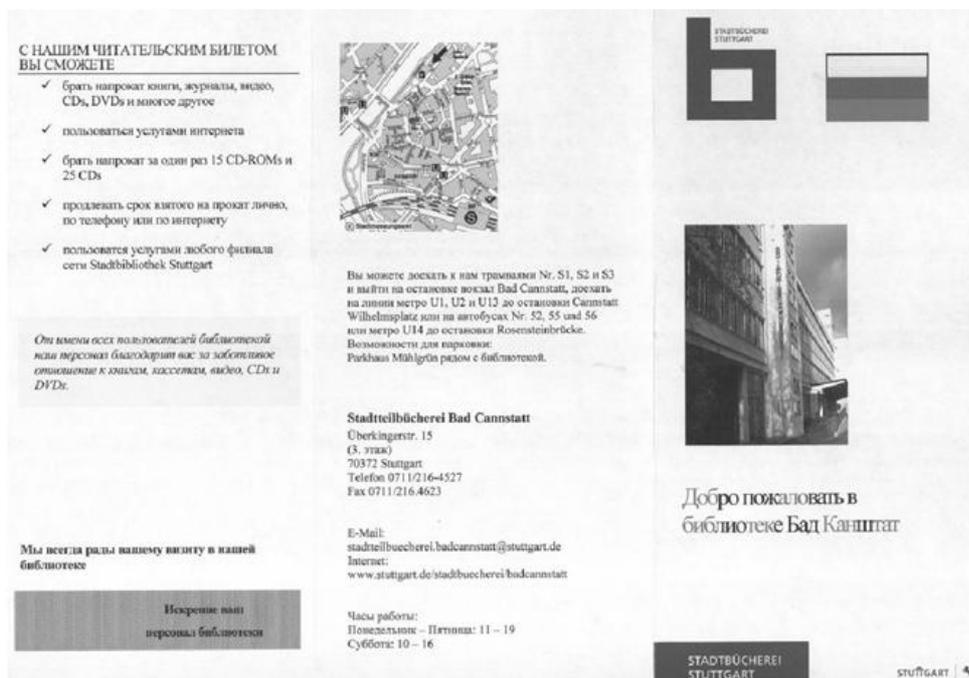 С НАШИМ ЧИТАТЕЛЬСКИМ БИЛЕТОМ
ВЫ СМОЖЕТЕ
✓ брать напрокат книги, журналы, видео,
CDs, DVDs и многое другое
✓ пользоваться услугами интернета
✓ брать напрокат за один раз 15 CD-ROMs и
25 CDs
✓ продлевать срок взятого на прокат лично,
по телефону или по интернету
✓ пользоватся услугами любого филиала
сети Stadtbibliothek Stuttgart
От имени всех пользователей библиотекой
наш персонал благодарит вас за заботливое
отношение к книгам, кассетам, видео, CDs и
DVDs.
Мы всегда рады вашему визиту в нашей
библиотеке
Искренне ваш
персонал библиотеки
Вы можете доехать к нам трамваями Nr. S1, S2 и S3
и выйти на остановке вокзал Bad Cannstatt, доехать
на линии метро U1, U2 и U13 до остановки Cannstatt
Wilhelmsplatz или на автобусах Nr. 52, 55 und 56
или метро U14 до остановки Rosensteinbrücke.
Возможности для парковки:
Parkhaus Mühlgrün рядом с библиотекой.
Stadtteilbücherei Bad Cannstatt
Überkingerstr. 15
(3. этаж)
70372 Stuttgart
Telefon 0711/216-4527
Fax 0711/216.4623
E-Mail:
stadtteilbuecherei.badcannstatt@stuttgart.de
Internet:
www.stuttgart.de/stadtbuecherei/badcannstatt
Часы работы:
Понедельник – Пятница: 11 – 19
Суббота: 10 – 16
STADTBÜCHEREI
STUTTGART
Добро пожаловать в
библиотеке Бад Канштат
STADTBÜCHEREI
STUTTGART
STUTTGART